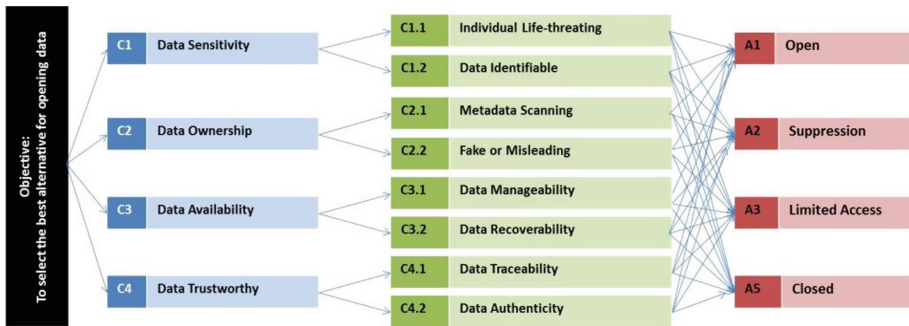 Objective:
To select the best alternative for opening data
C1 Data Sensitivity
C2 Data Ownership
C3 Data Availability
C4 Data Trustworthy
C1.1 Individual Life-threating
C1.2 Data Identifiable
C2.1 Metadata Scanning
C2.2 Fake or Misleading
C3.1 Data Manageability
C3.2 Data Recoverability
C4.1 Data Traceability
C4.2 Data Authenticity
A1 Open
A2 Suppression
A3 Limited Access
A5 Closed